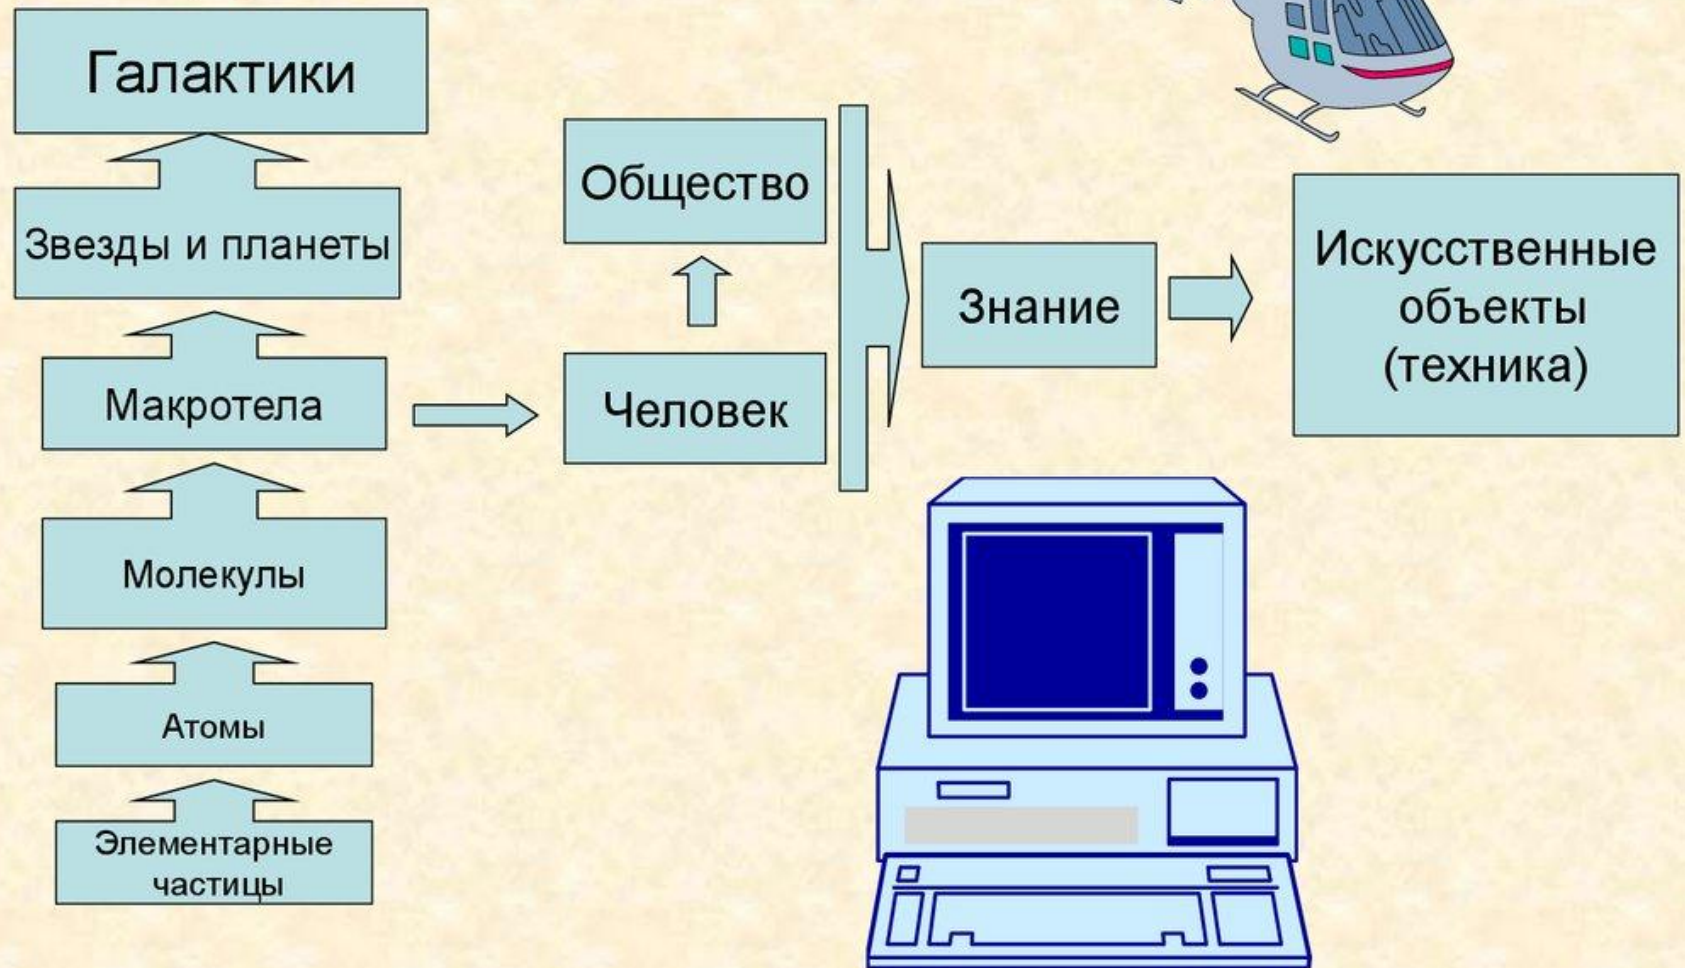 Галактики
Звезды и планеты
Макротела
Молекулы
Атомы
Элементарные
частицы
Общество
Человек
Знание
Искусственные
объекты
(техника)